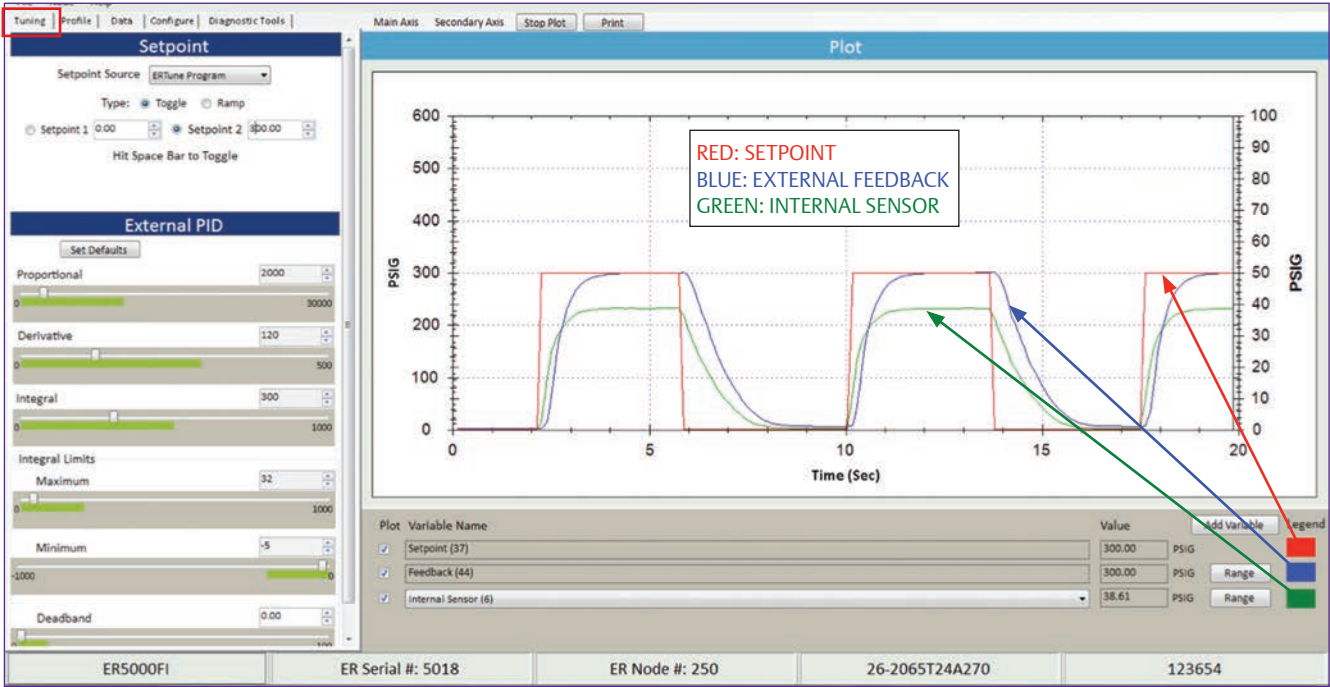 Tuning Profile Data Configure Diagnostic Tools
Main Axis Secondary Axis Stop Plot Print
Setpoint
Setpoint Source ERTune Program
Type: Toggle Ramp
Setpoint 1 0.00 Setpoint 2 300.00
Hit Space Bar to Toggle
External PID
Set Defaults
Proportional 2000
0 30000
Derivative 120
0 500
Integral 300
0 1000
Integral Limits
Maximum 32
0 1000
Minimum -5
-1000 0
Deadband 0.00
0 100
Plot
600
500
400
300
200
100
0
PSIG
RED: SETPOINT
BLUE: EXTERNAL FEEDBACK
GREEN: INTERNAL SENSOR
100
90
80
70
60
50
40
30
20
10
0
PSIG
0 5 10 15 20
Time (Sec)
Plot Variable Name Value Add Variable Legend
Setpoint (37) 300.00 PSIG
Feedback (44) 300.00 PSIG Range
Internal Sensor (6) 38.61 PSIG Range
ER5000FI ER Serial #: 5018 ER Node #: 250 26-2065T24A270 123654